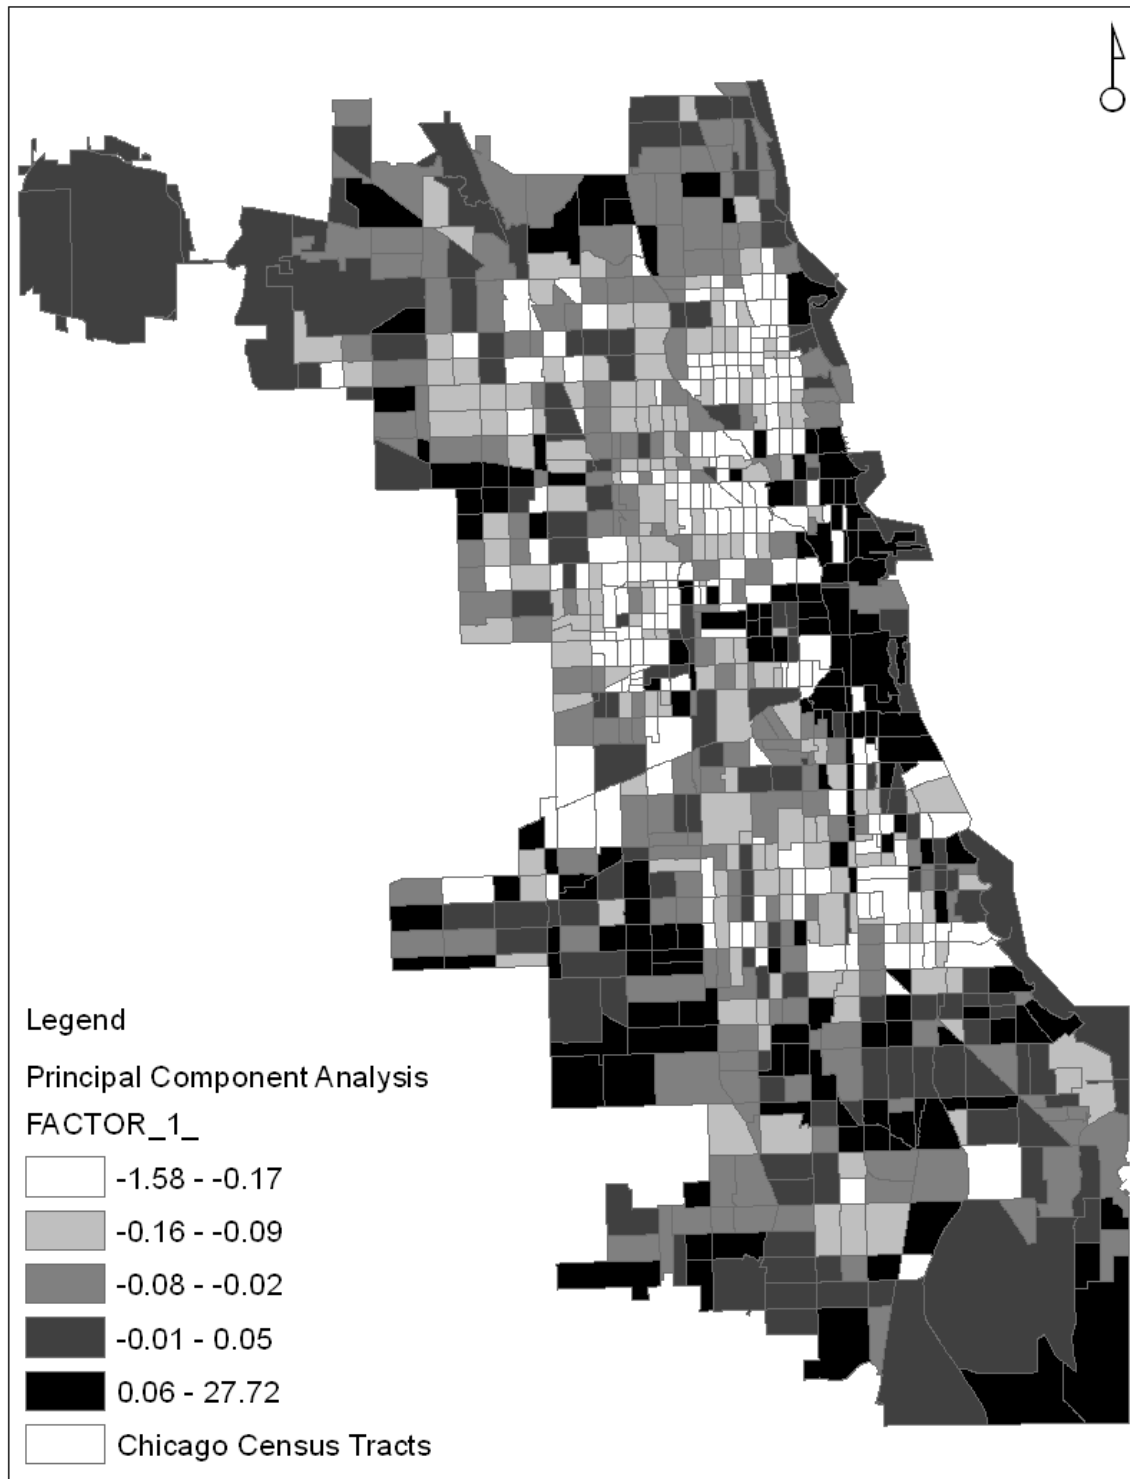 Legend
Principal Component Analysis
FACTOR_1_
-1.58 - -0.17
-0.16 - -0.09
-0.08 - -0.02
-0.01 - 0.05
0.06 - 27.72
Chicago Census Tracts